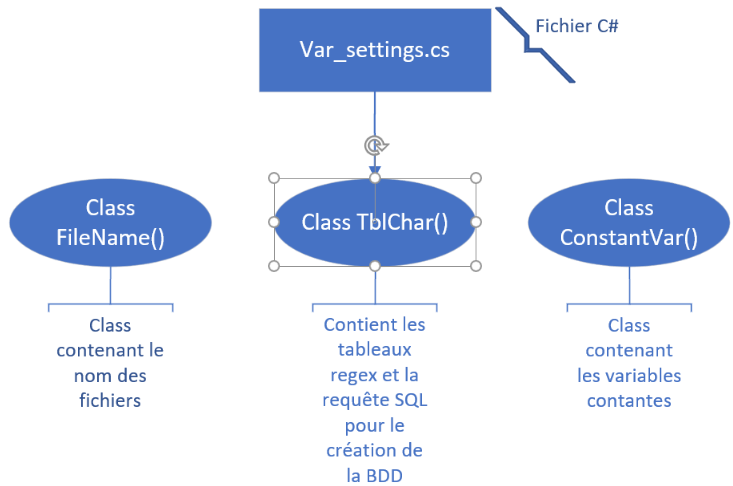 Fichier C#
Var_settings.cs
Class
FileName()
Class TblChar()
Class
ConstantVar()
Class
contenant le
nom des
fichiers
Contient les
tableaux
regex et la
requête SQL
pour le
création de
la BDD
Class
contenant
les variables
contantes